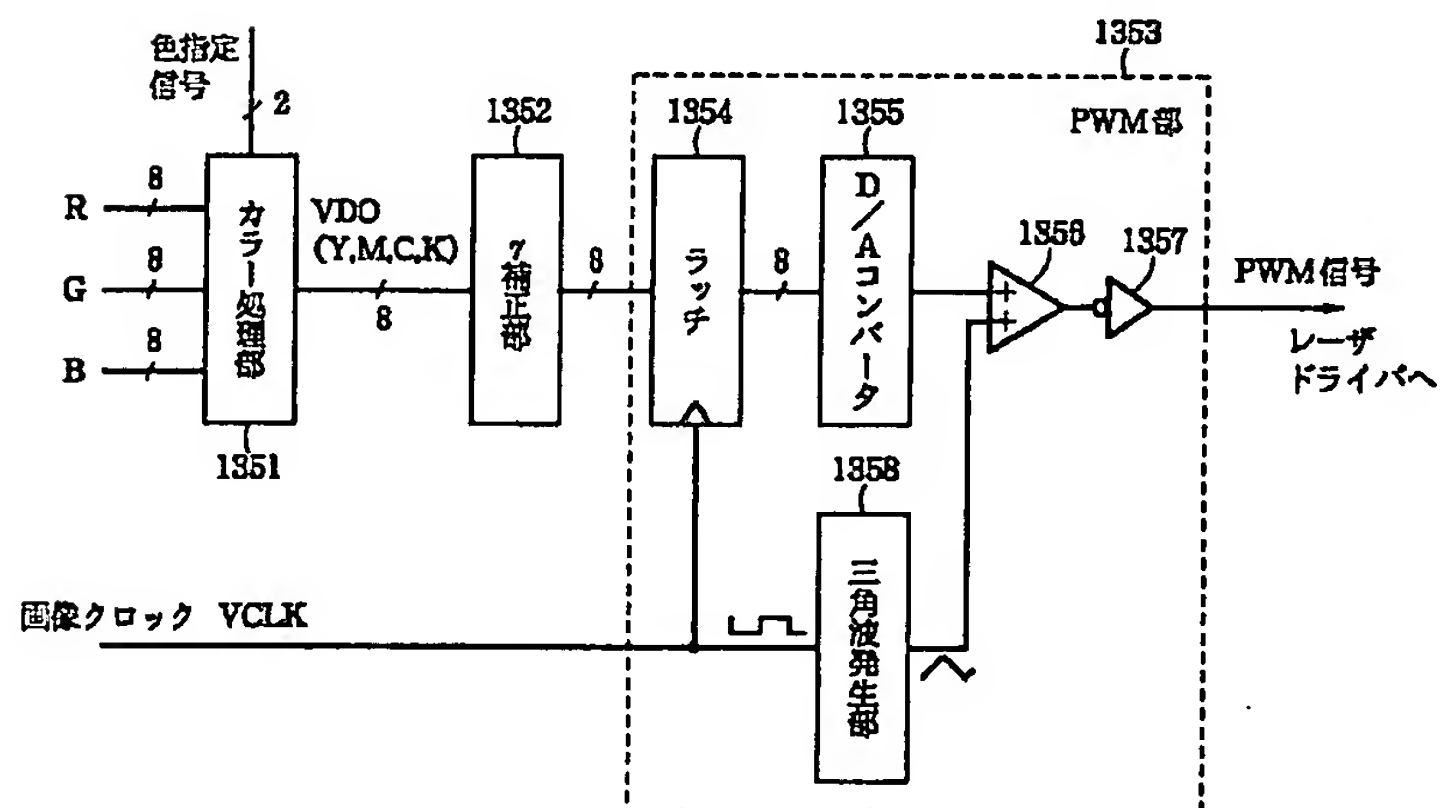 1353
色指定
信号
2
1352
1354
1355
PWM部
R
8
G
8
B
8
カラー処理部
VDO
(Y,M,C,K)
8
γ補正部
8
ラッチ
8
D/Aコンバータ
1356
1357
PWM信号
レーザ
ドライバへ
1351
1358
三角波発生部
画像クロック VCLK